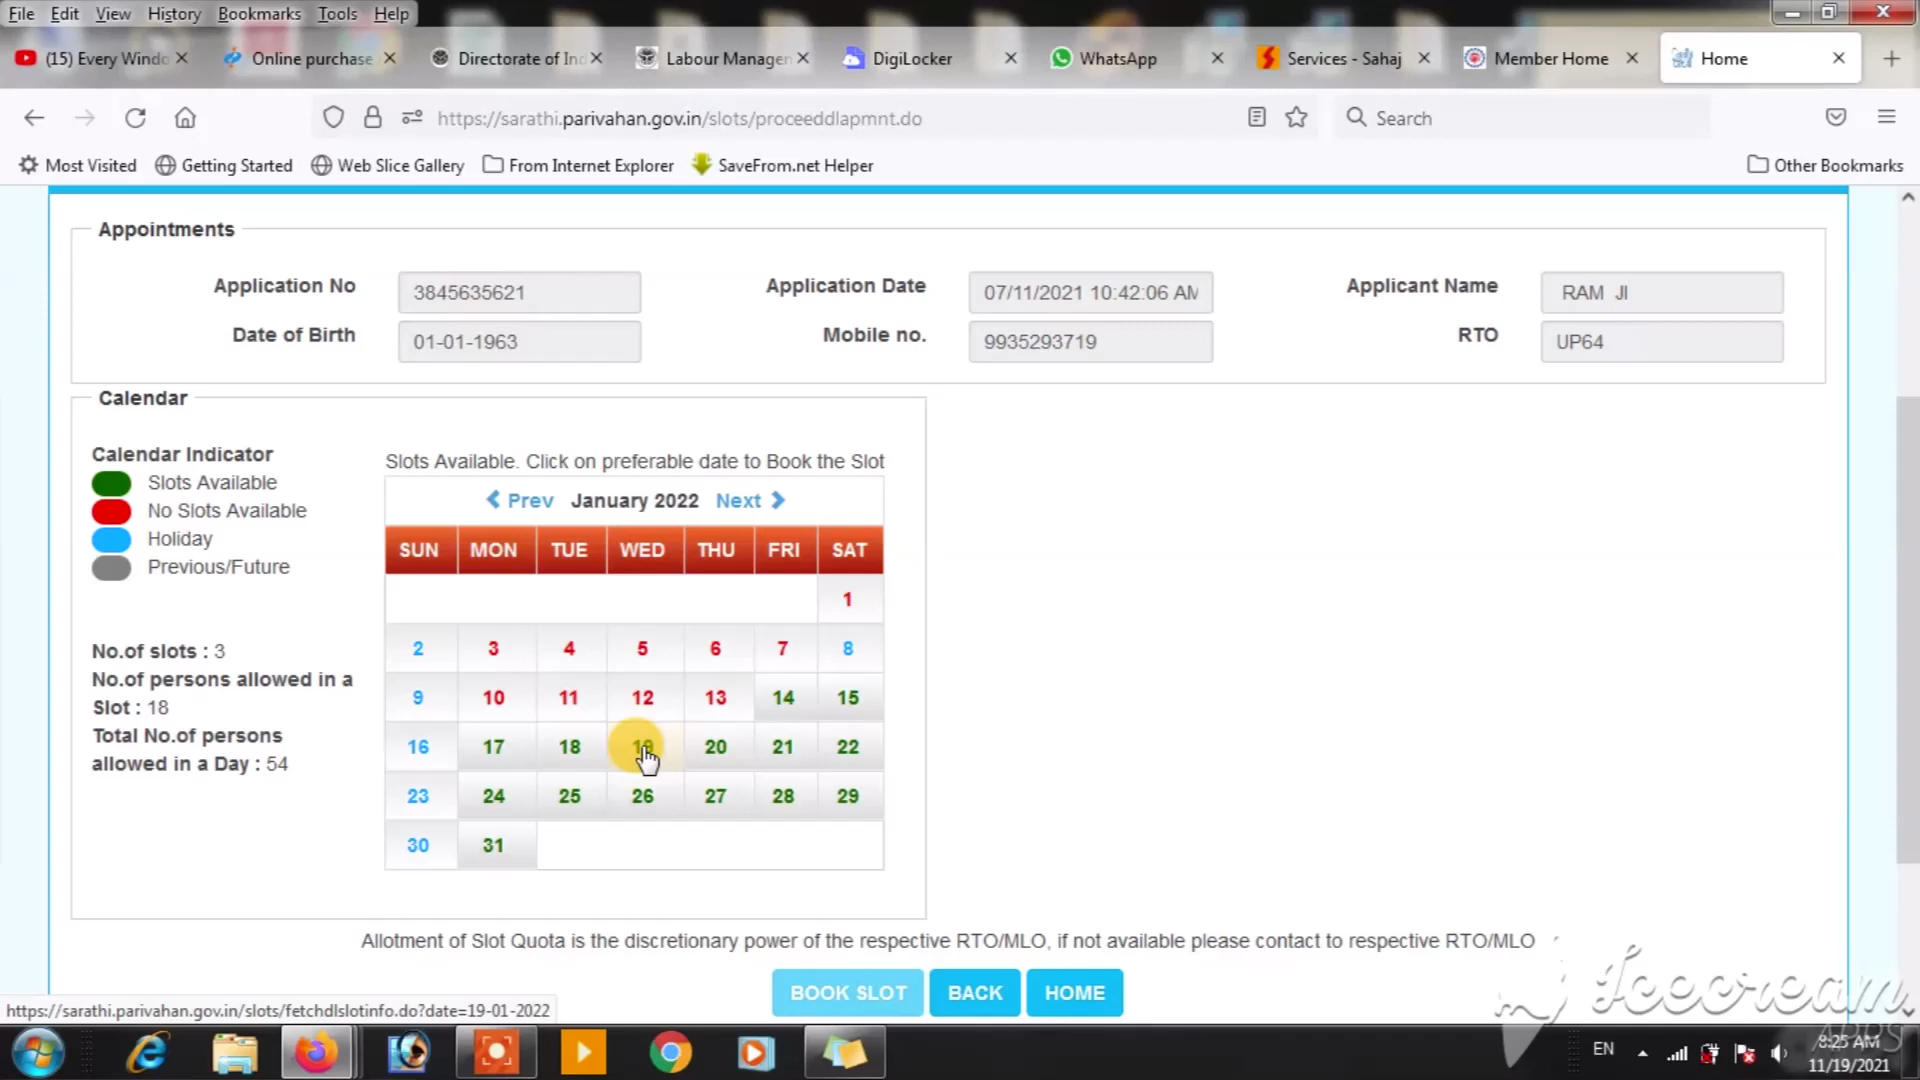 File Edit View History Bookmarks Tools Help
(15) Every Windo Online purchase Directorate of Ind Labour Manager DigiLocker WhatsApp Services - Sahaj Member Home Home
https://sarathi.parivahan.gov.in/slots/proceeddlapmnt.do Search
Most Visited Getting Started Web Slice Gallery From Internet Explorer SaveFrom.net Helper Other Bookmarks
Appointments
Application No 3845635621 Application Date 07/11/2021 10:42:06 AM Applicant Name RAM JI
Date of Birth 01-01-1963 Mobile no. 9935293719 RTO UP64
Calendar
Calendar Indicator
Slots Available
No Slots Available
Holiday
Previous/Future
No.of slots : 3
No.of persons allowed in a
Slot : 18
Total No.of persons
allowed in a Day : 54
Slots Available. Click on preferable date to Book the Slot
Prev January 2022 Next
SUN MON TUE WED THU FRI SAT
1
2 3 4 5 6 7 8
9 10 11 12 13 14 15
16 17 18 19 20 21 22
23 24 25 26 27 28 29
30 31
Allotment of Slot Quota is the discretionary power of the respective RTO/MLO, if not available please contact to respective RTO/MLO
BOOK SLOT BACK HOME
https://sarathi.parivahan.gov.in/slots/fetchdlslotinfo.do?date=19-01-2022
Icecream
APPS
EN 8:25 AM
11/19/2021